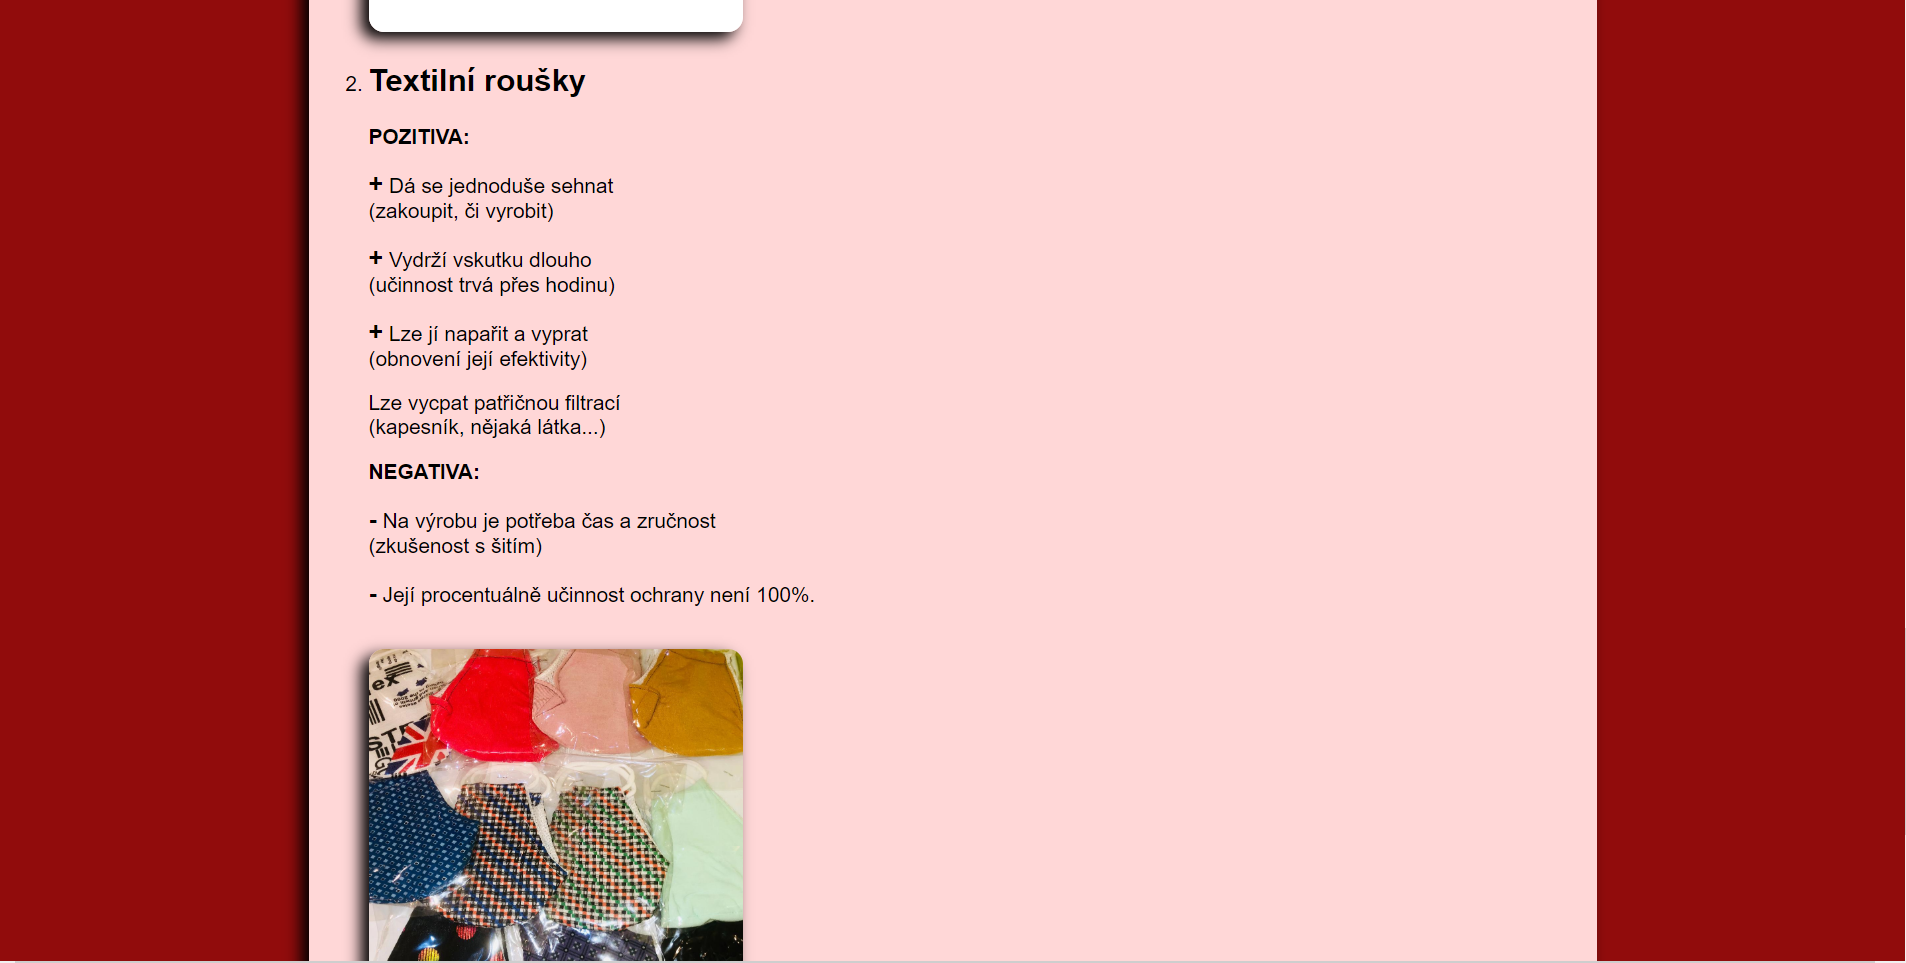 2. Textilní roušky
POZITIVA:
+ Dá se jednoduše sehnat
(zakoupit, či vyrobit)
+ Vydrží vskutku dlouho
(učinnost trvá přes hodinu)
+ Lze jí napařit a vyprat
(obnovení její efektivity)
Lze vycpat patřičnou filtrací
(kapesník, nějaká látka...)
NEGATIVA:
- Na výrobu je potřeba čas a zručnost
(zkušenost s šitím)
- Její procentuálně učinnost ochrany není 100%.